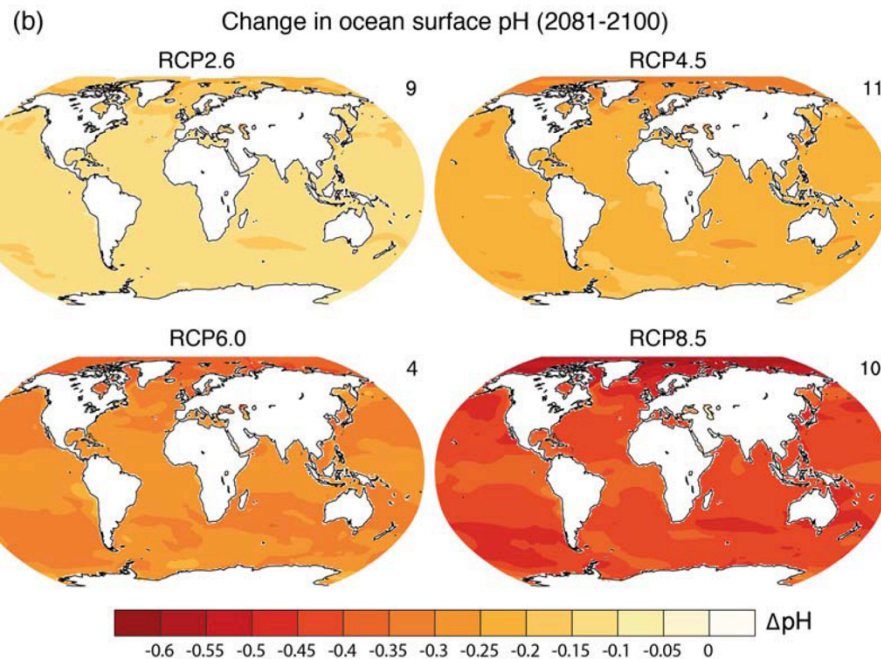 (b) Change in ocean surface pH (2081-2100)
RCP2.6 RCP4.5
9 11
RCP6.0 RCP8.5
4 10
ΔpH
-0.6 -0.55 -0.5 -0.45 -0.4 -0.35 -0.3 -0.25 -0.2 -0.15 -0.1 -0.05 0